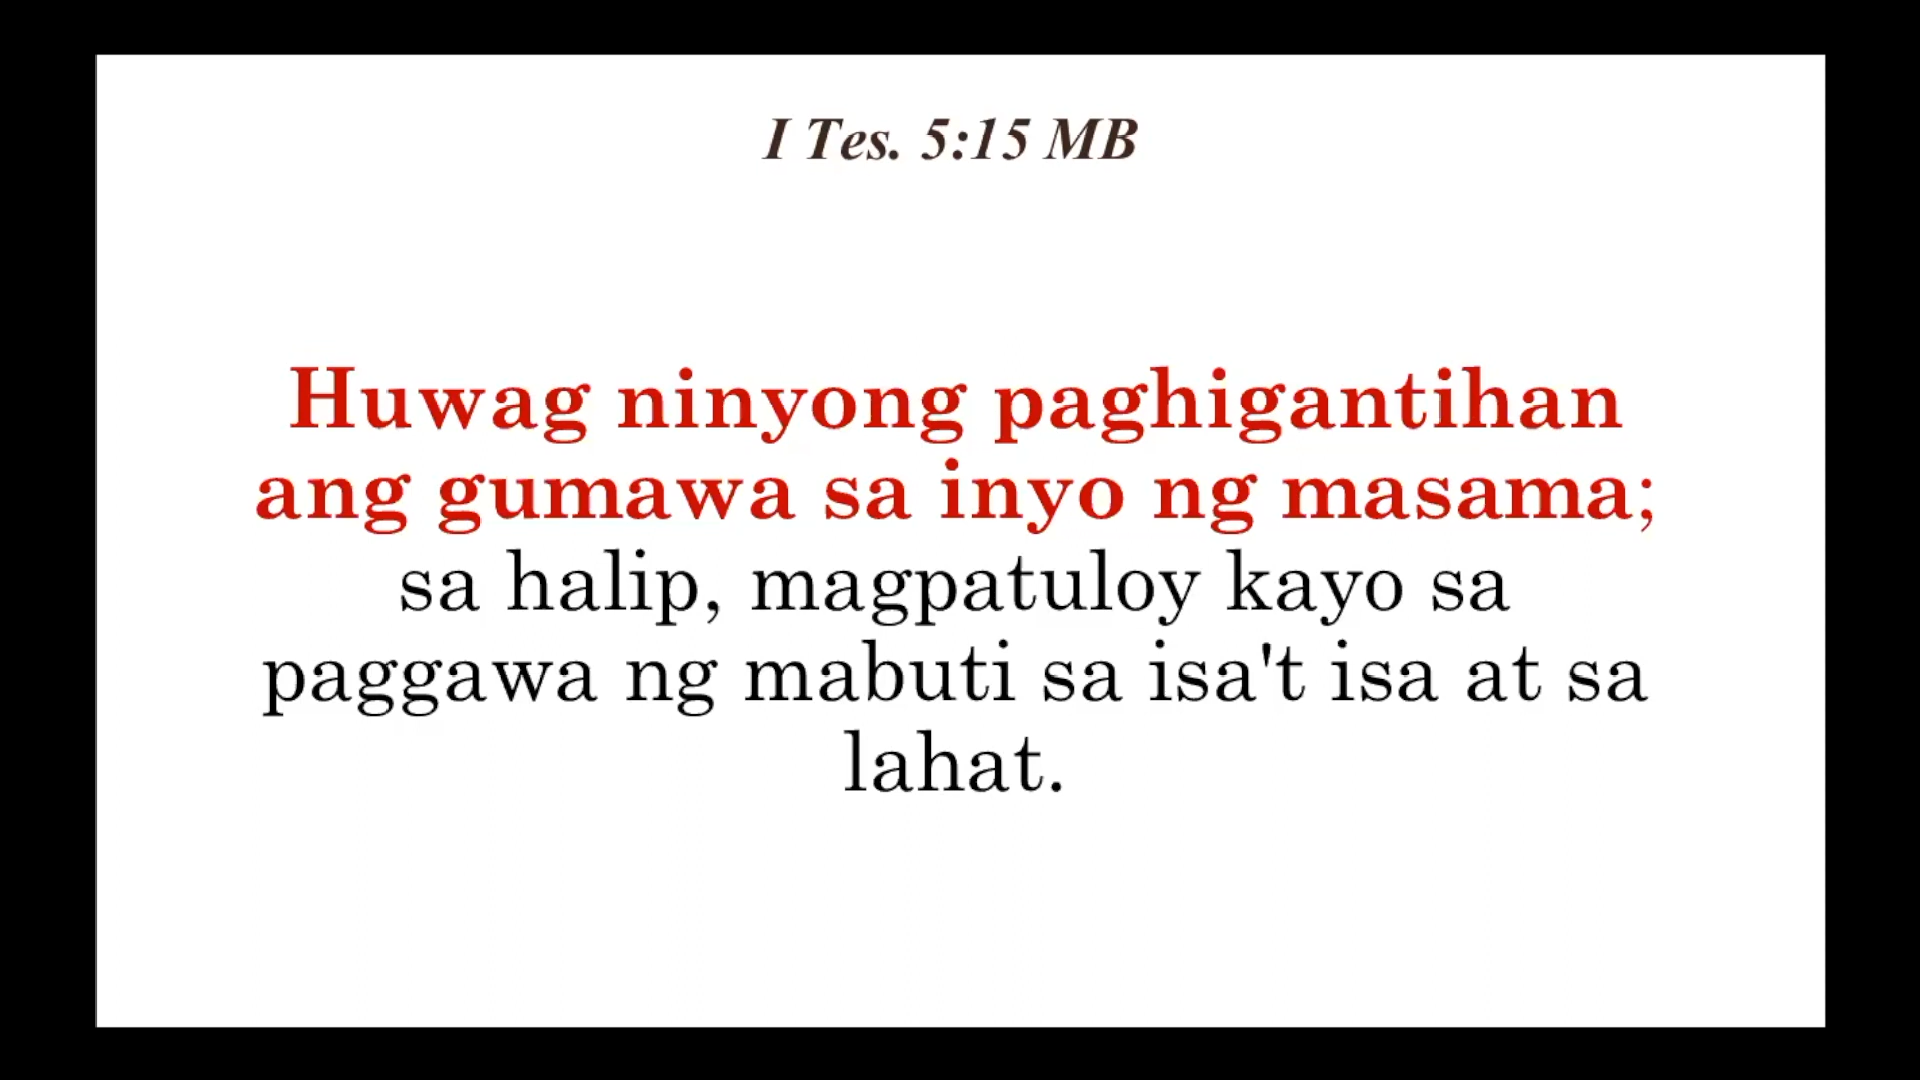 I Tes. 5:15 MB
Huwag ninyong paghigantihan
ang gumawa sa inyo ng masama;
sa halip, magpatuloy kayo sa
paggawa ng mabuti sa isa't isa at sa
lahat.